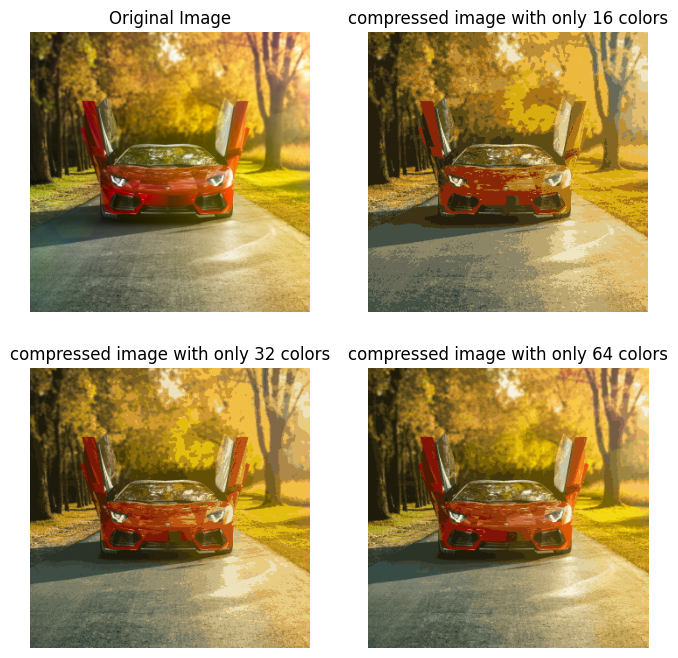 Original Image
compressed image with only 16 colors
compressed image with only 32 colors
compressed image with only 64 colors